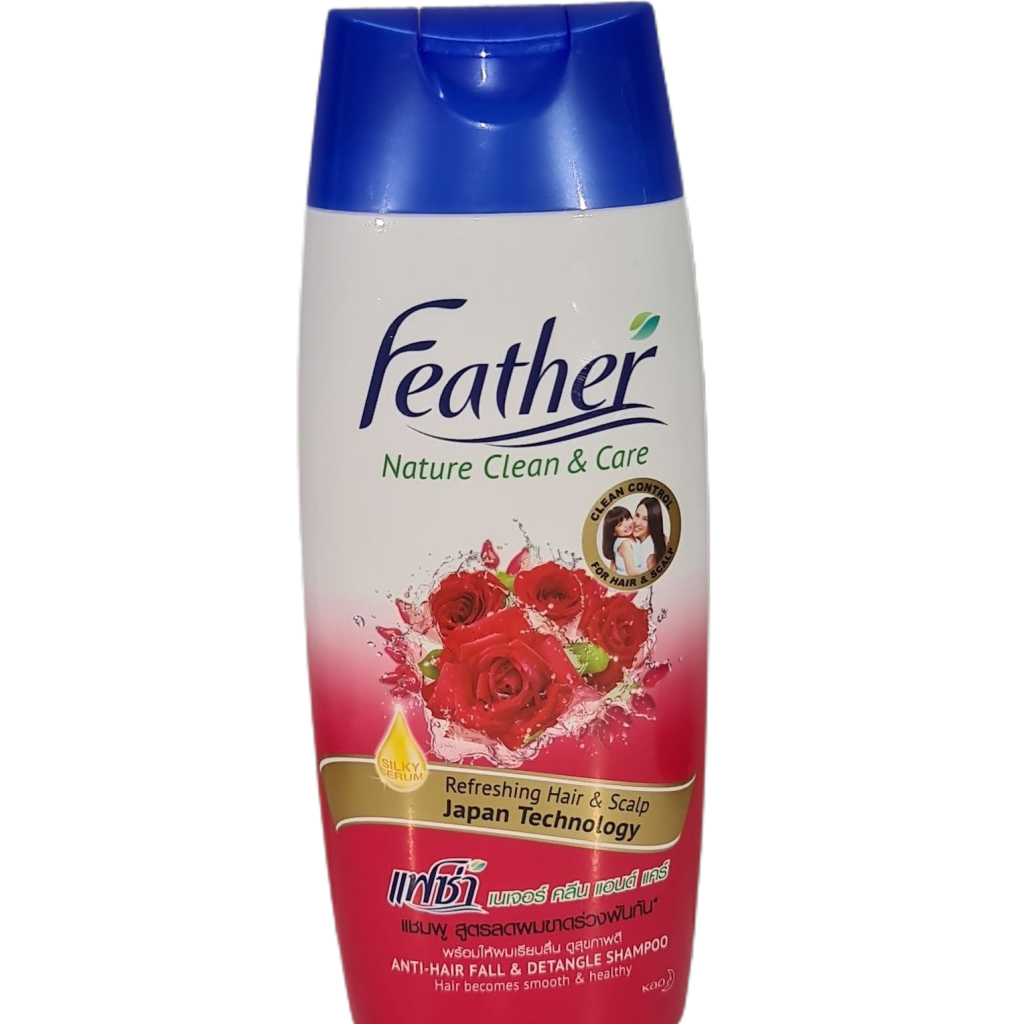 Feather
Nature Clean & Care
CLEAN CONTROL
FOR HAIR & SCALP
SILKY
SERUM
Refreshing Hair & Scalp
Japan Technology
แฟซ่า เนเจอร์ คลีน แอนด์ แคร์
แชมพู สูตรลดผมขาดร่วงพันกัน*
พร้อมให้ผมเรียบลื่น ดูสุขภาพดี
ANTI-HAIR FALL & DETANGLE SHAMPOO
Hair becomes smooth & healthy
Kao